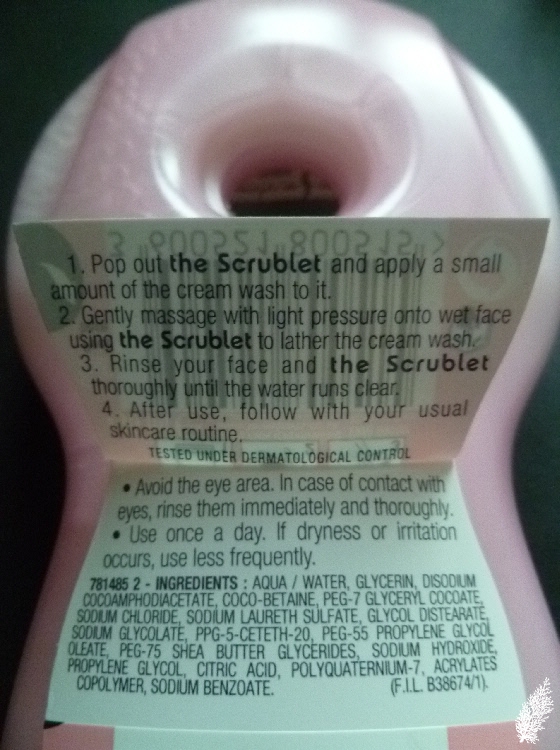 1. Pop out the Scrublet and apply a small
amount of the cream wash to it.
2. Gently massage with light pressure onto wet face
using the Scrublet to lather the cream wash.
3. Rinse your face and the Scrublet
thoroughly until the water runs clear.
4. After use, follow with your usual
skincare routine.
TESTED UNDER DERMATOLOGICAL CONTROL
• Avoid the eye area. In case of contact with
eyes, rinse them immediately and thoroughly.
• Use once a day. If dryness or irritation
occurs, use less frequently.
781485 2 - INGREDIENTS : AQUA / WATER, GLYCERIN, DISODIUM
COCOAMPHODIACETATE, COCO-BETAINE, PEG-7 GLYCERYL COCOATE,
SODIUM CHLORIDE, SODIUM LAURETH SULFATE, GLYCOL DISTEARATE,
SODIUM GLYCOLATE, PPG-5-CETETH-20, PEG-55 PROPYLENE GLYCOL
OLEATE, PEG-75 SHEA BUTTER GLYCERIDES, SODIUM HYDROXIDE,
PROPYLENE GLYCOL, CITRIC ACID, POLYQUATERNIUM-7, ACRYLATES
COPOLYMER, SODIUM BENZOATE. (F.I.L. B38674/1).